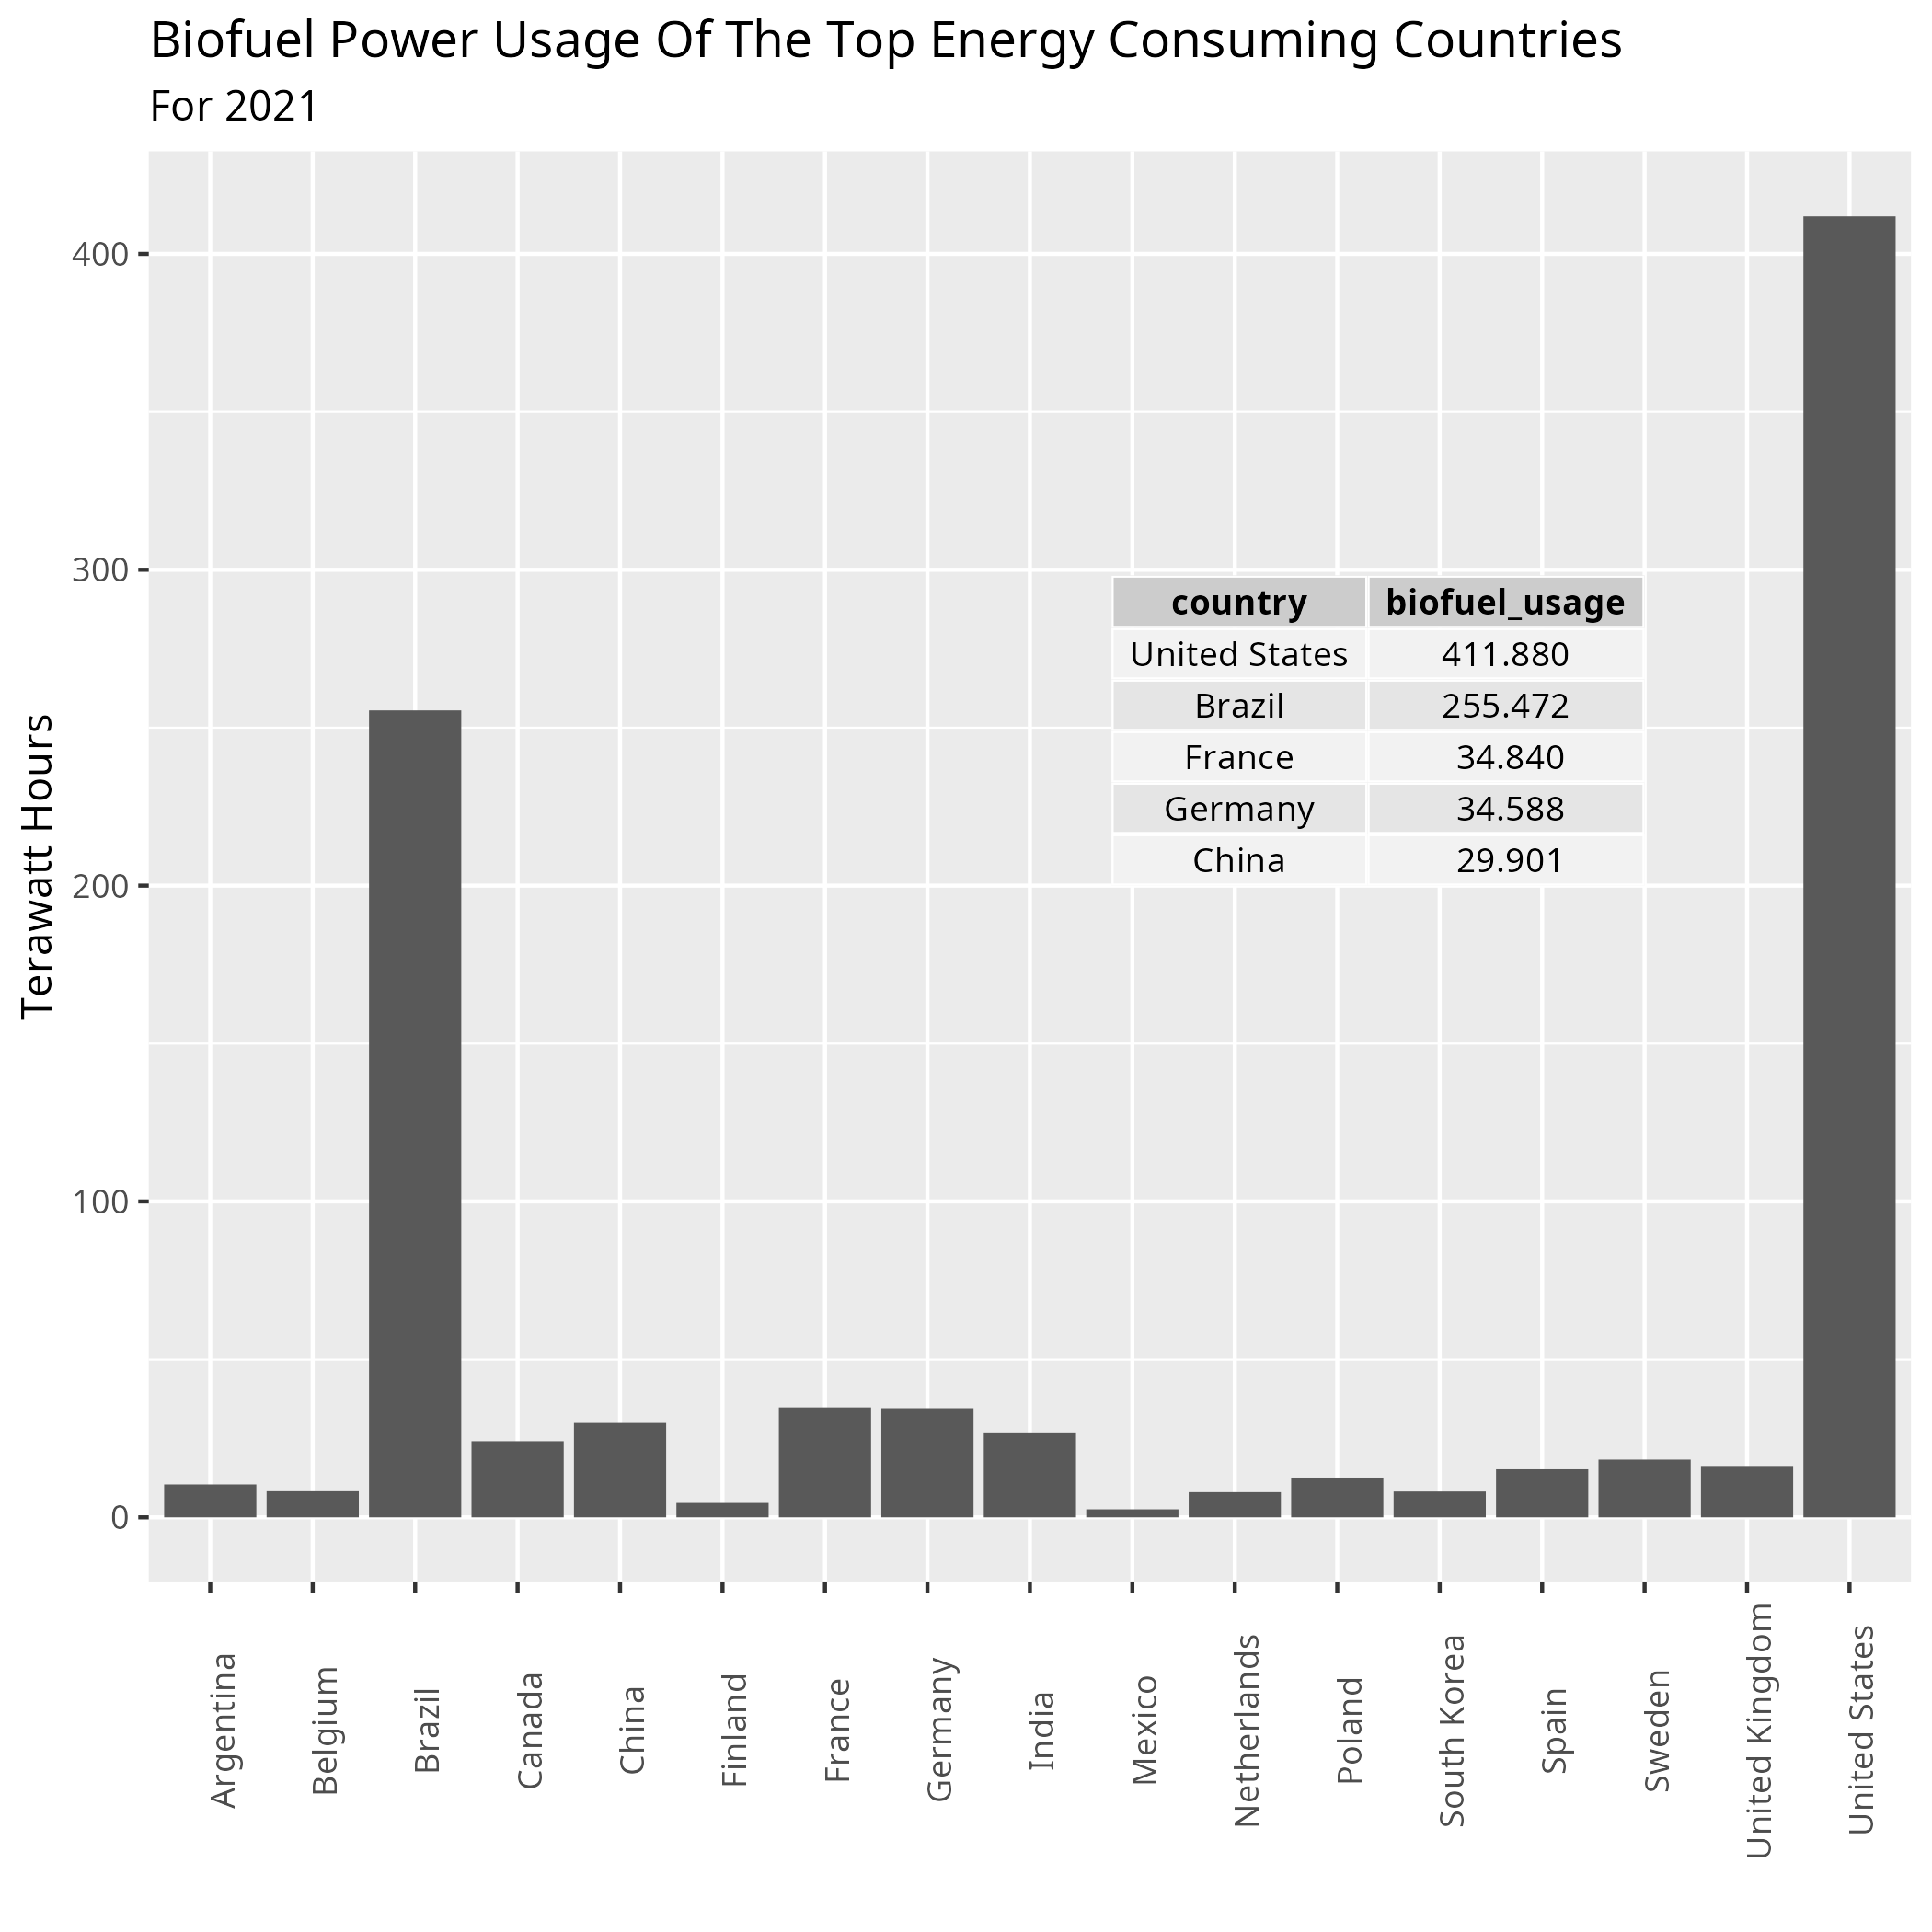 Biofuel Power Usage Of The Top Energy Consuming Countries
For 2021
Terawatt Hours
400
300
200
100
0
country biofuel_usage
United States 411.880
Brazil 255.472
France 34.840
Germany 34.588
China 29.901
Argentina
Belgium
Brazil
Canada
China
Finland
France
Germany
India
Mexico
Netherlands
Poland
South Korea
Spain
Sweden
United Kingdom
United States